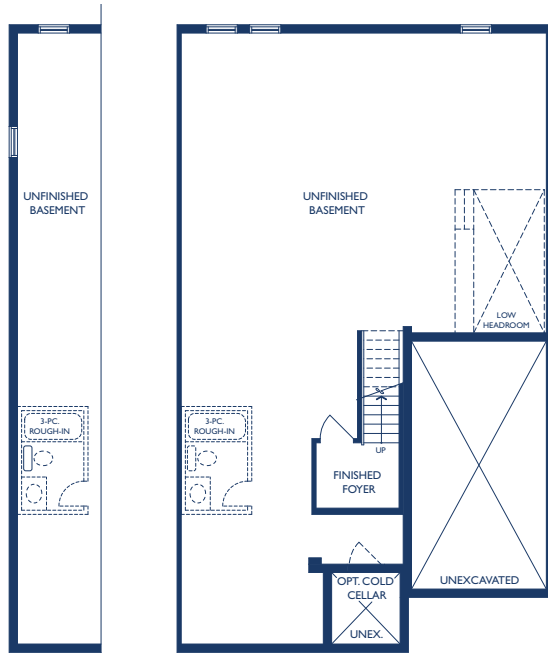 UNFINISHED
BASEMENT
3-PC.
ROUGH-IN
UNFINISHED
BASEMENT
LOW
HEADROOM
3-PC.
ROUGH-IN
UP
FINISHED
FOYER
OPT. COLD
CELLAR
UNEX.
UNEXCAVATED